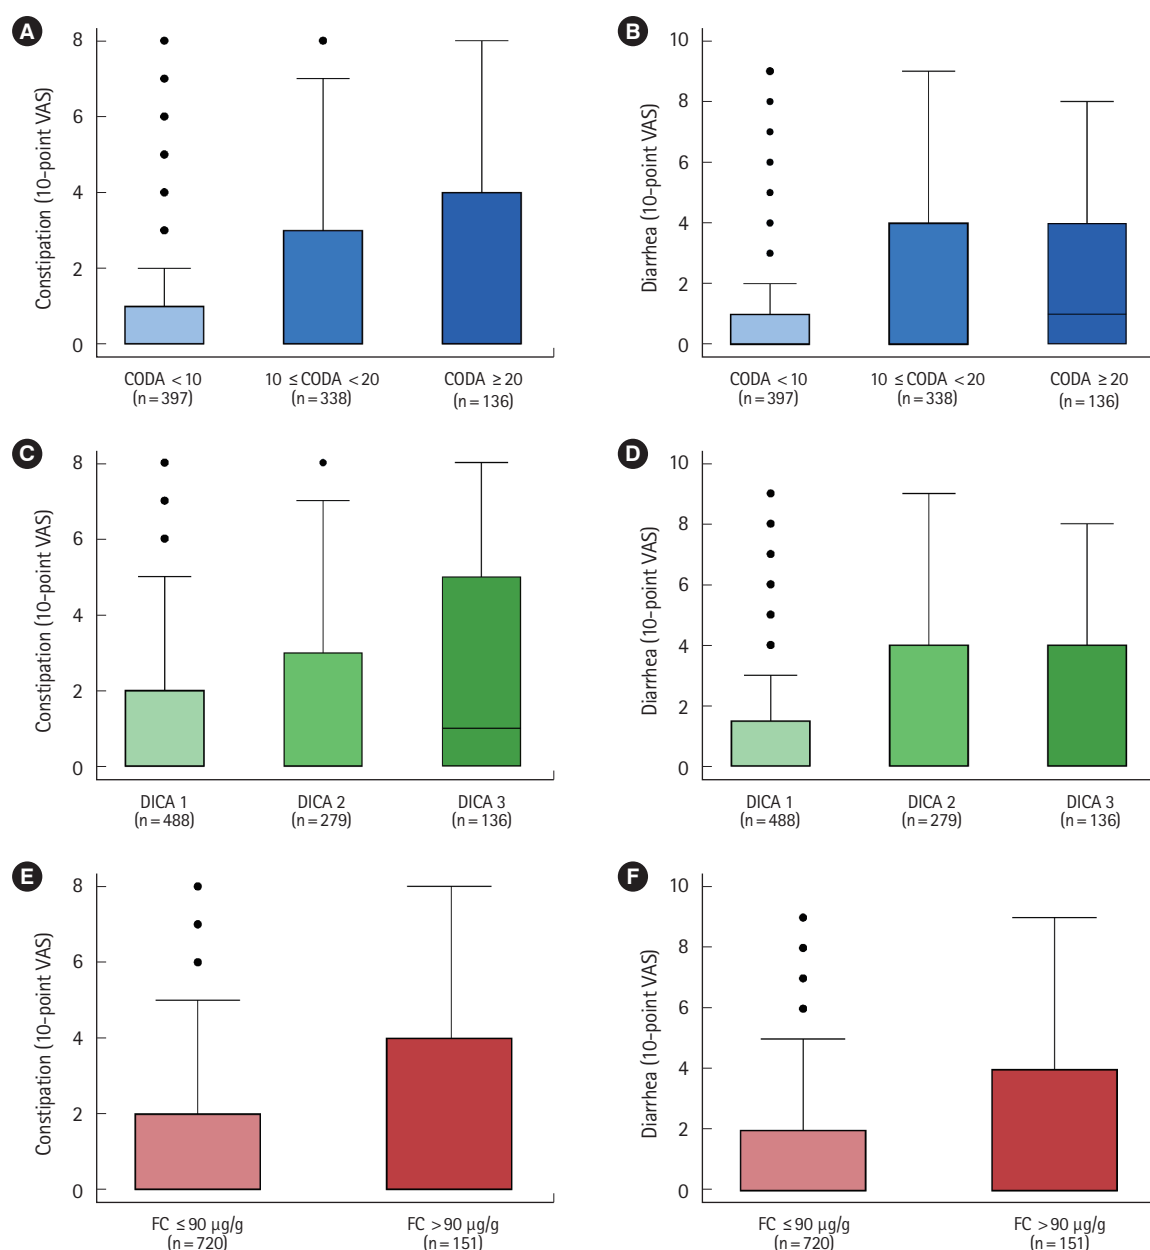 A
Constipation (10-point VAS)
8
6
4
2
0
CODA < 10
(n = 397)
10 ≤ CODA < 20
(n = 338)
CODA ≥ 20
(n = 136)
B
Diarrhea (10-point VAS)
10
8
6
4
2
0
CODA < 10
(n = 397)
10 ≤ CODA < 20
(n = 338)
CODA ≥ 20
(n = 136)
C
Constipation (10-point VAS)
8
6
4
2
0
DICA 1
(n = 488)
DICA 2
(n = 279)
DICA 3
(n = 136)
D
Diarrhea (10-point VAS)
10
8
6
4
2
0
DICA 1
(n = 488)
DICA 2
(n = 279)
DICA 3
(n = 136)
E
Constipation (10-point VAS)
8
6
4
2
0
FC ≤ 90 μg/g
(n = 720)
FC > 90 μg/g
(n = 151)
F
Diarrhea (10-point VAS)
10
8
6
4
2
0
FC ≤ 90 μg/g
(n = 720)
FC > 90 μg/g
(n = 151)